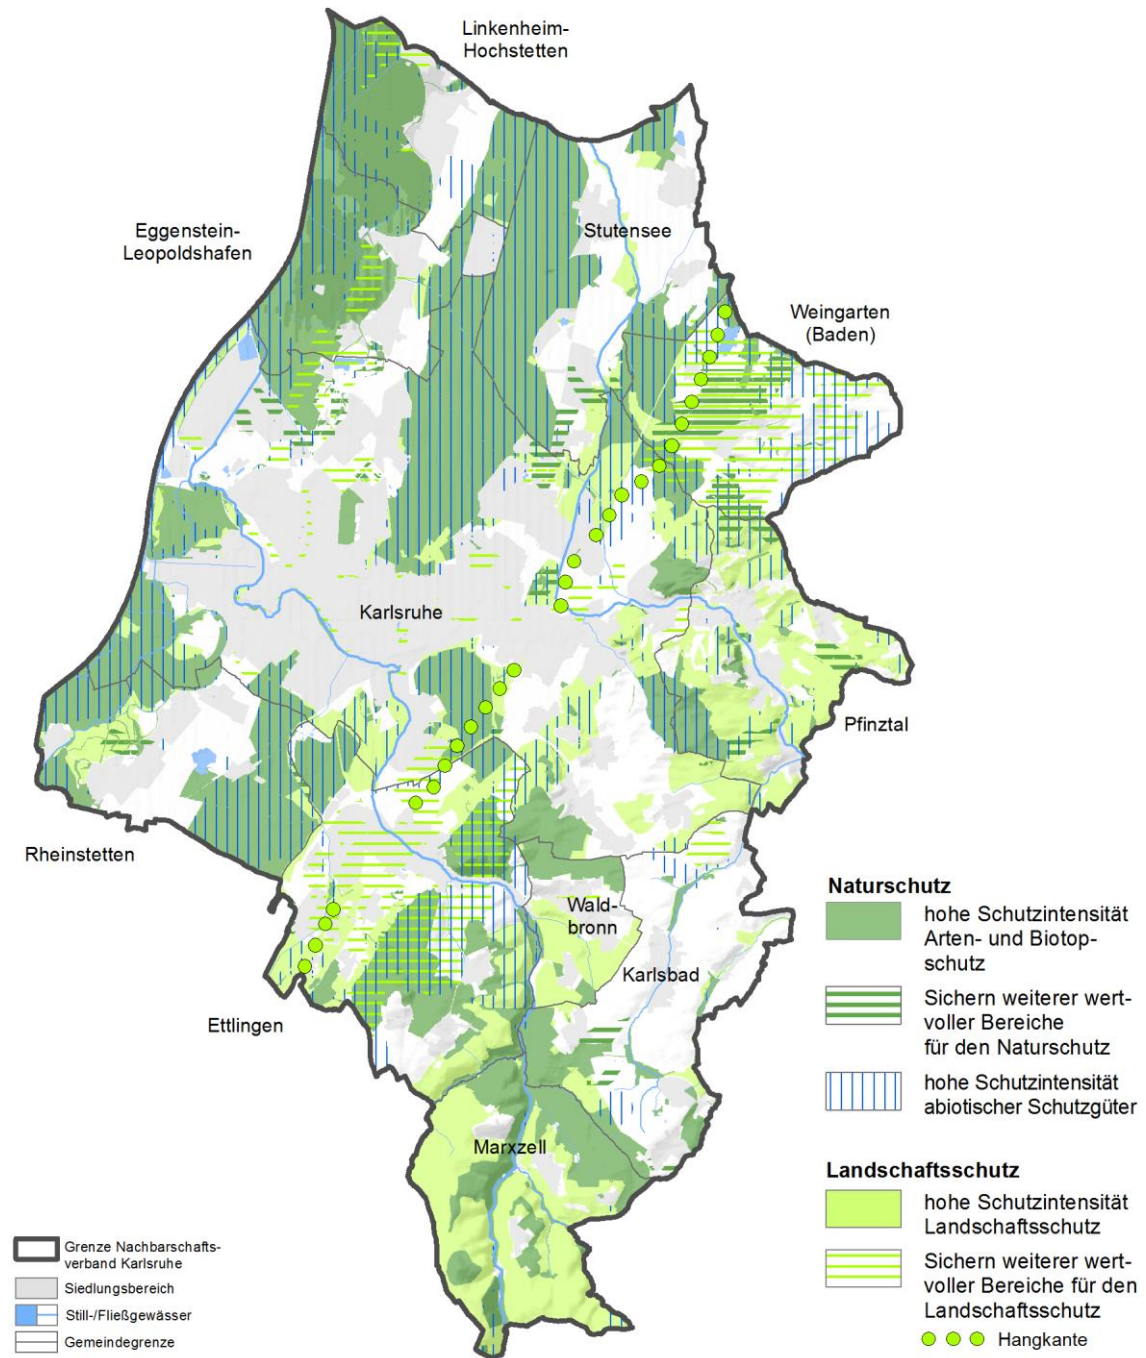 Linkenheim-
Hochstetten
Eggenstein-
Leopoldshafen
Stutensee
Weingarten
(Baden)
Karlsruhe
Pfinztal
Rheinstetten
Wald-
bronn
Karlsbad
Ettlingen
Marxzell
Naturschutz
hohe Schutzintensität
Arten- und Biotop-
schutz
Sichern weiterer wert-
voller Bereiche
für den Naturschutz
hohe Schutzintensität
abiotischer Schutzgüter
Landschaftsschutz
hohe Schutzintensität
Landschaftsschutz
Sichern weiterer wert-
voller Bereiche für den
Landschaftsschutz
Hangkante
Grenze Nachbarschafts-
verband Karlsruhe
Siedlungsbereich
Still-/Fließgewässer
Gemeindegrenze